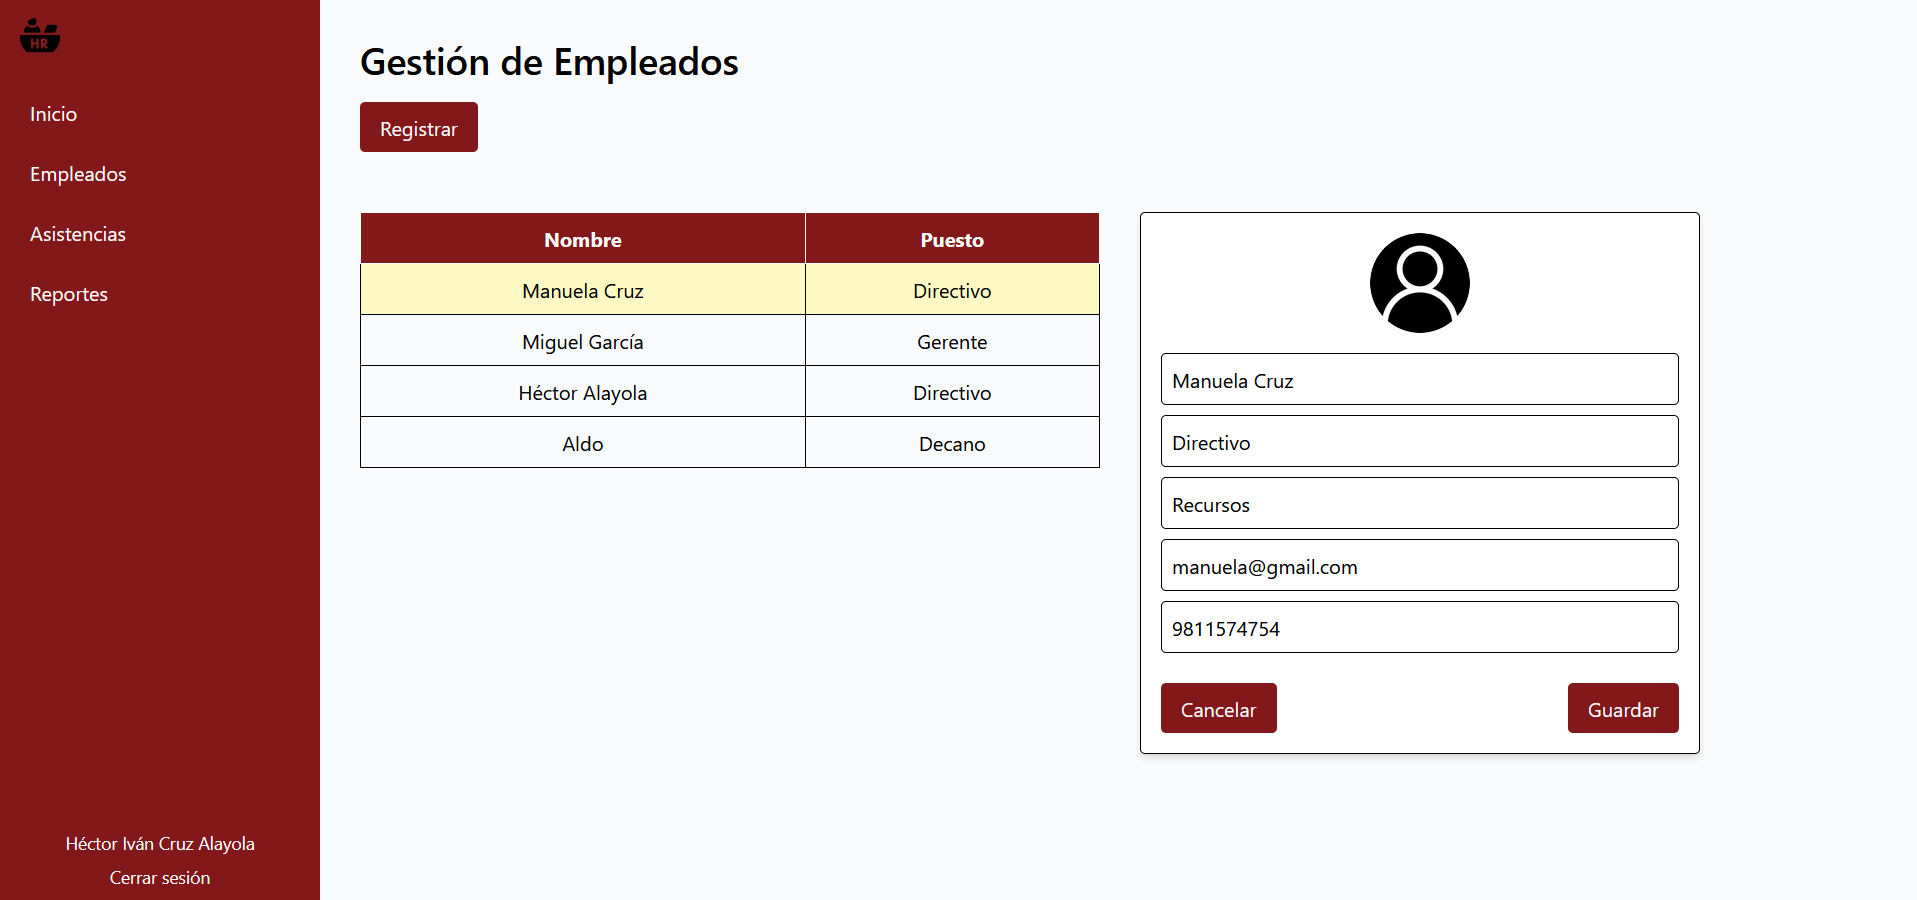 HR
Inicio
Empleados
Asistencias
Reportes
Héctor Iván Cruz Alayola
Cerrar sesión
Gestión de Empleados
Registrar
Nombre Puesto
Manuela Cruz Directivo
Miguel García Gerente
Héctor Alayola Directivo
Aldo Decano
Manuela Cruz
Directivo
Recursos
manuela@gmail.com
9811574754
Cancelar Guardar